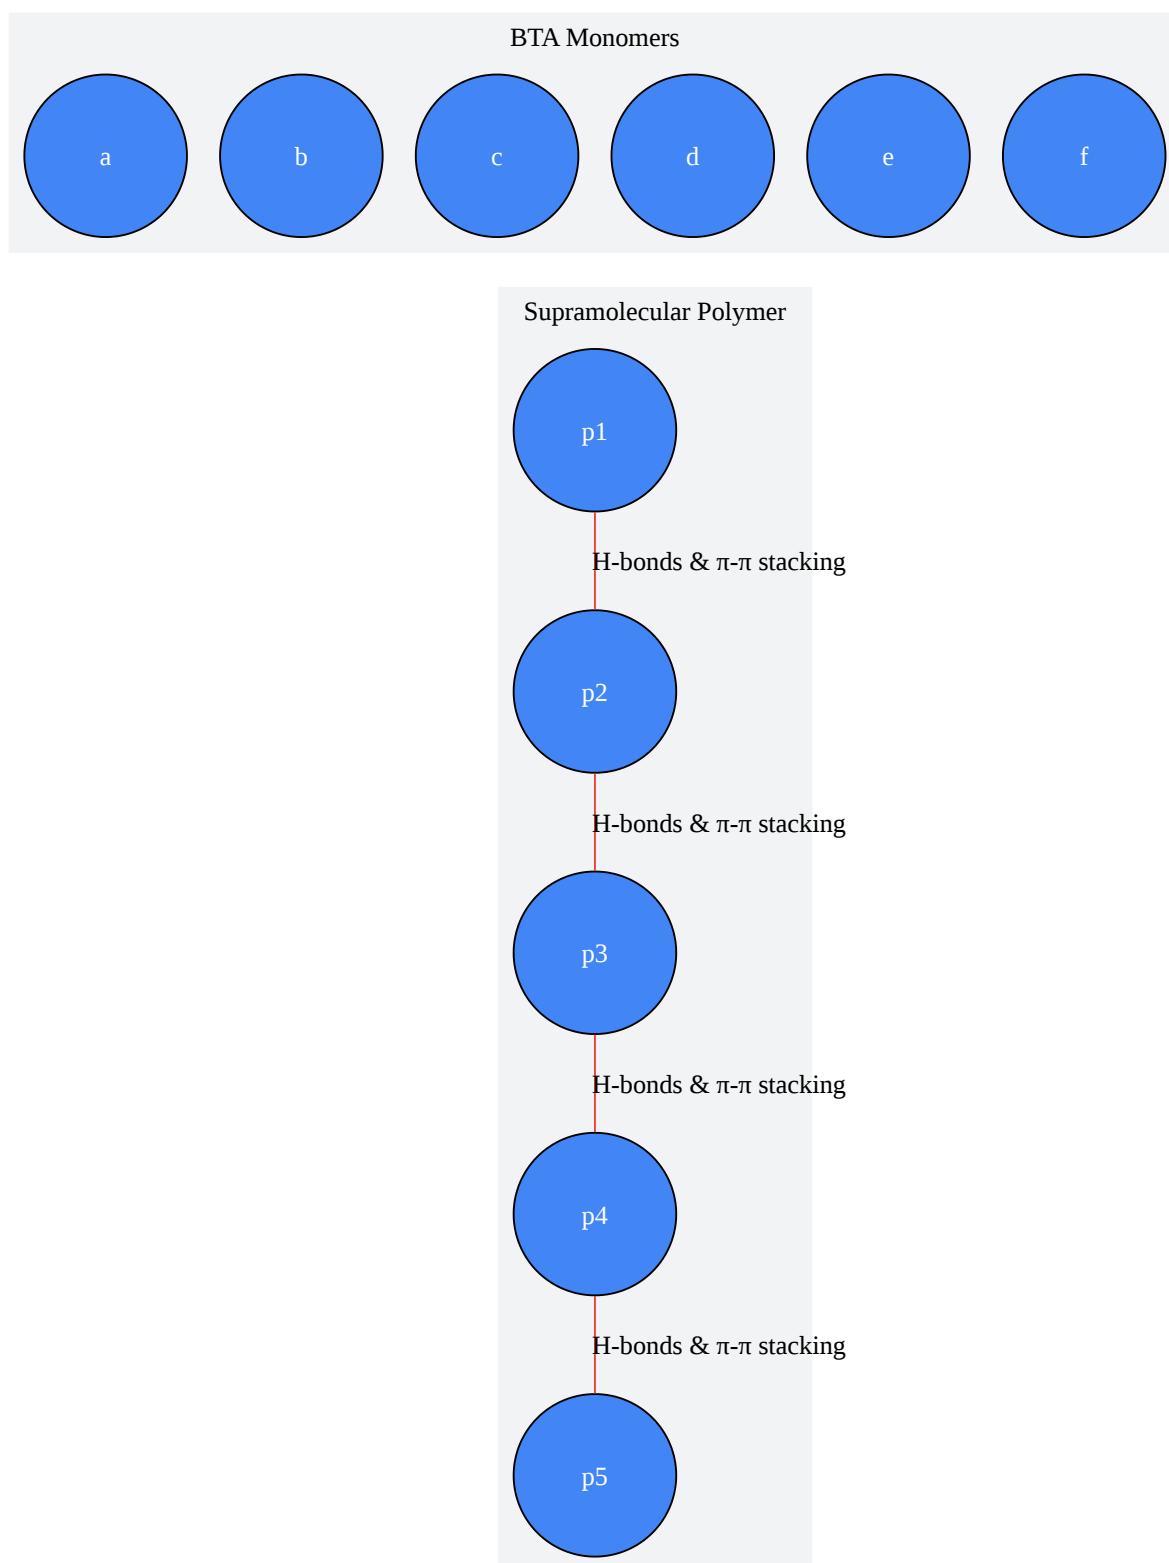 BTA Monomers
a b c d e f
Supramolecular Polymer
p1
H-bonds & π-π stacking
p2
H-bonds & π-π stacking
p3
H-bonds & π-π stacking
p4
H-bonds & π-π stacking
p5